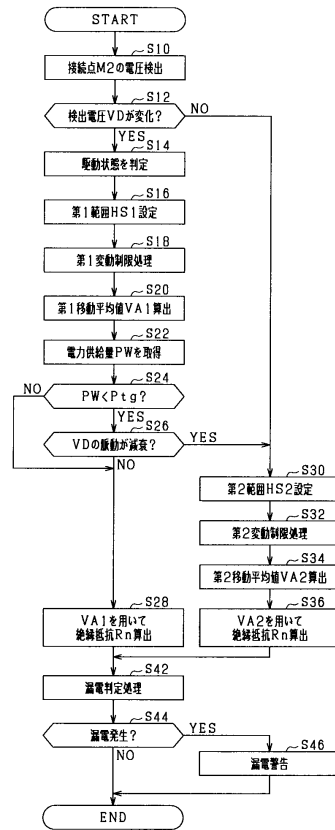 START
S10
接続点M2の電圧検出
S12
検出電圧VDが変化?
NO
YES
S14
駆動状態を判定
S16
第1範囲HS1設定
S18
第1変動制限処理
S20
第1移動平均値VA1算出
S22
電力供給量PWを取得
S24
NO
PW<Ptg?
YES
S26
VDの脈動が減衰?
YES
NO
S30
第2範囲HS2設定
S32
第2変動制限処理
S34
第2移動平均値VA2算出
S28
VA1を用いて
絶縁抵抗Rn算出
S36
VA2を用いて
絶縁抵抗Rn算出
S42
漏電判定処理
S44
漏電発生?
YES
NO
S46
漏電警告
END